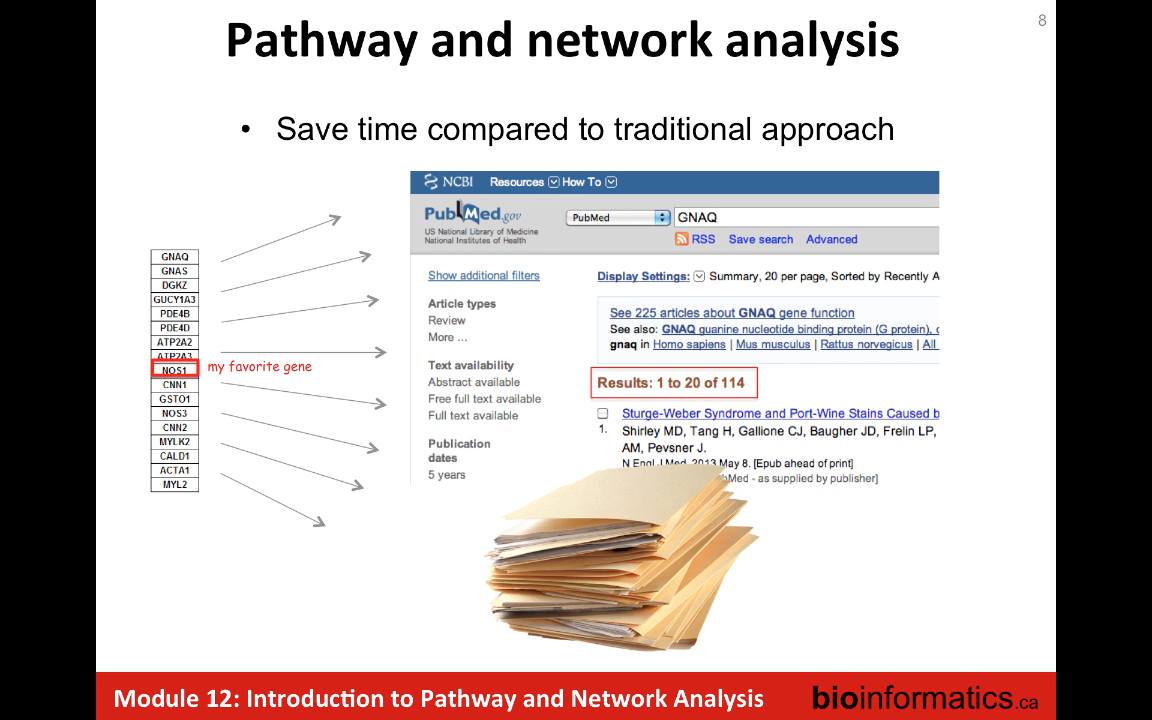 8
Pathway and network analysis
• Save time compared to traditional approach
NCBI Resources How To
PubMed.gov
US National Library of Medicine
National Institutes of Health
PubMed
GNAQ
RSS Save search Advanced
Show additional filters
Article types
Review
More ...
Text availability
Abstract available
Free full text available
Full text available
Publication
dates
5 years
Display Settings: Summary, 20 per page, Sorted by Recently A
See 225 articles about GNAQ gene function
See also: GNAQ guanine nucleotide binding protein (G protein),
gnaq in Homo sapiens | Mus musculus | Rattus norvegicus | All
Results: 1 to 20 of 114
Sturge-Weber Syndrome and Port-Wine Stains Caused b
1. Shirley MD, Tang H, Gallione CJ, Baugher JD, Frelin LP,
AM, Pevsner J.
N Engl J Med. 2013 May 8. [Epub ahead of print]
bMed - as supplied by publisher]
GNAQ
GNAS
DGKZ
GUCY1A3
PDE4B
PDE4D
ATP2A2
ATP2A3
NOS1 my favorite gene
CNN1
GSTO1
NOS3
CNN2
MYLK2
CALD1
ACTA1
MYL2
Module 12: Introduction to Pathway and Network Analysis
bioinformatics.ca